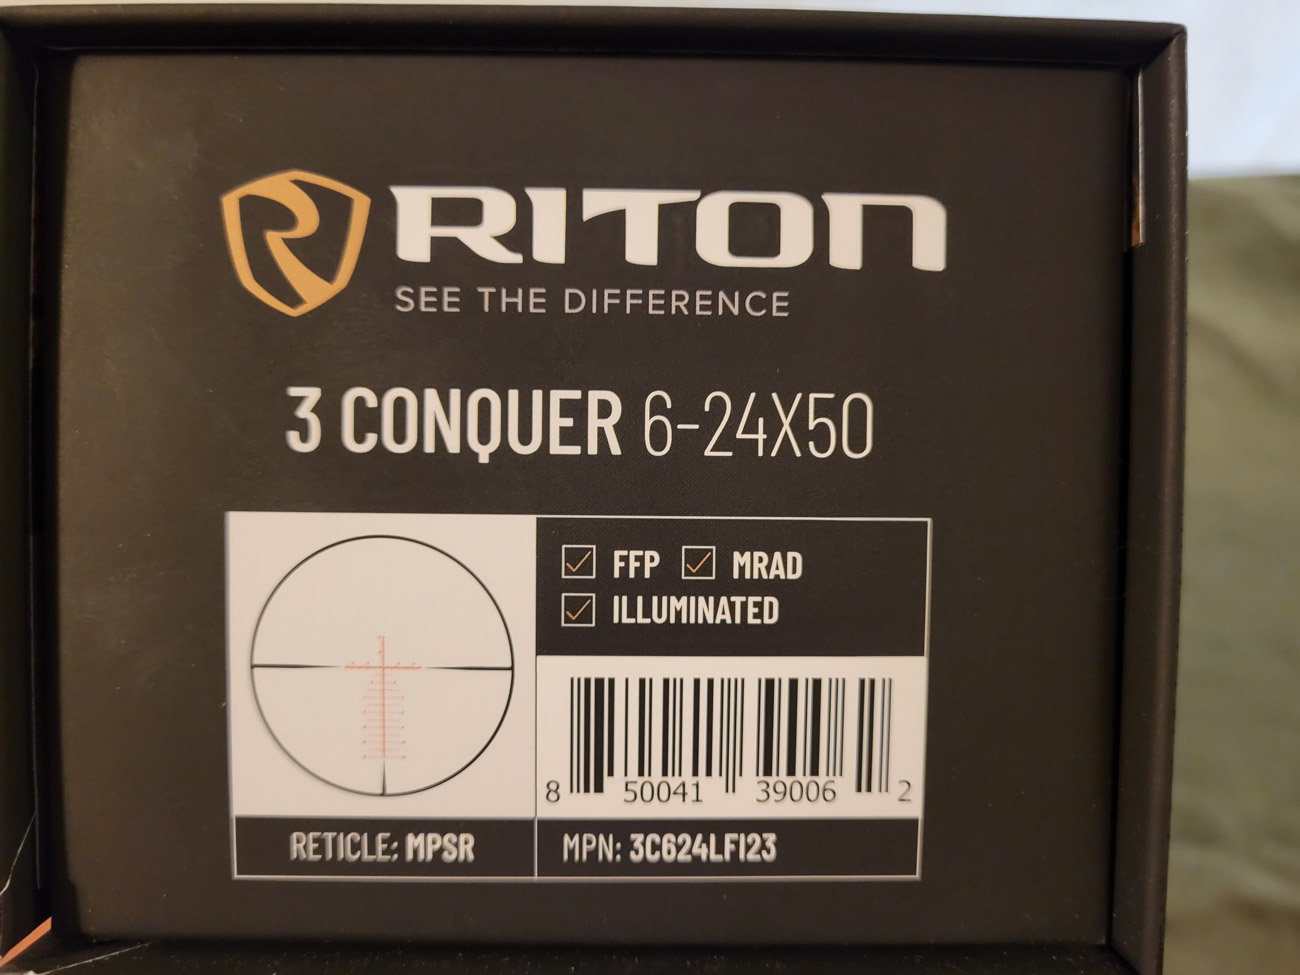 RITON
SEE THE DIFFERENCE
3 CONQUER 6-24X50
FFP MRAD
ILLUMINATED
8 50041 39006 2
RETICLE: MPSR
MPN: 3C624LFI23